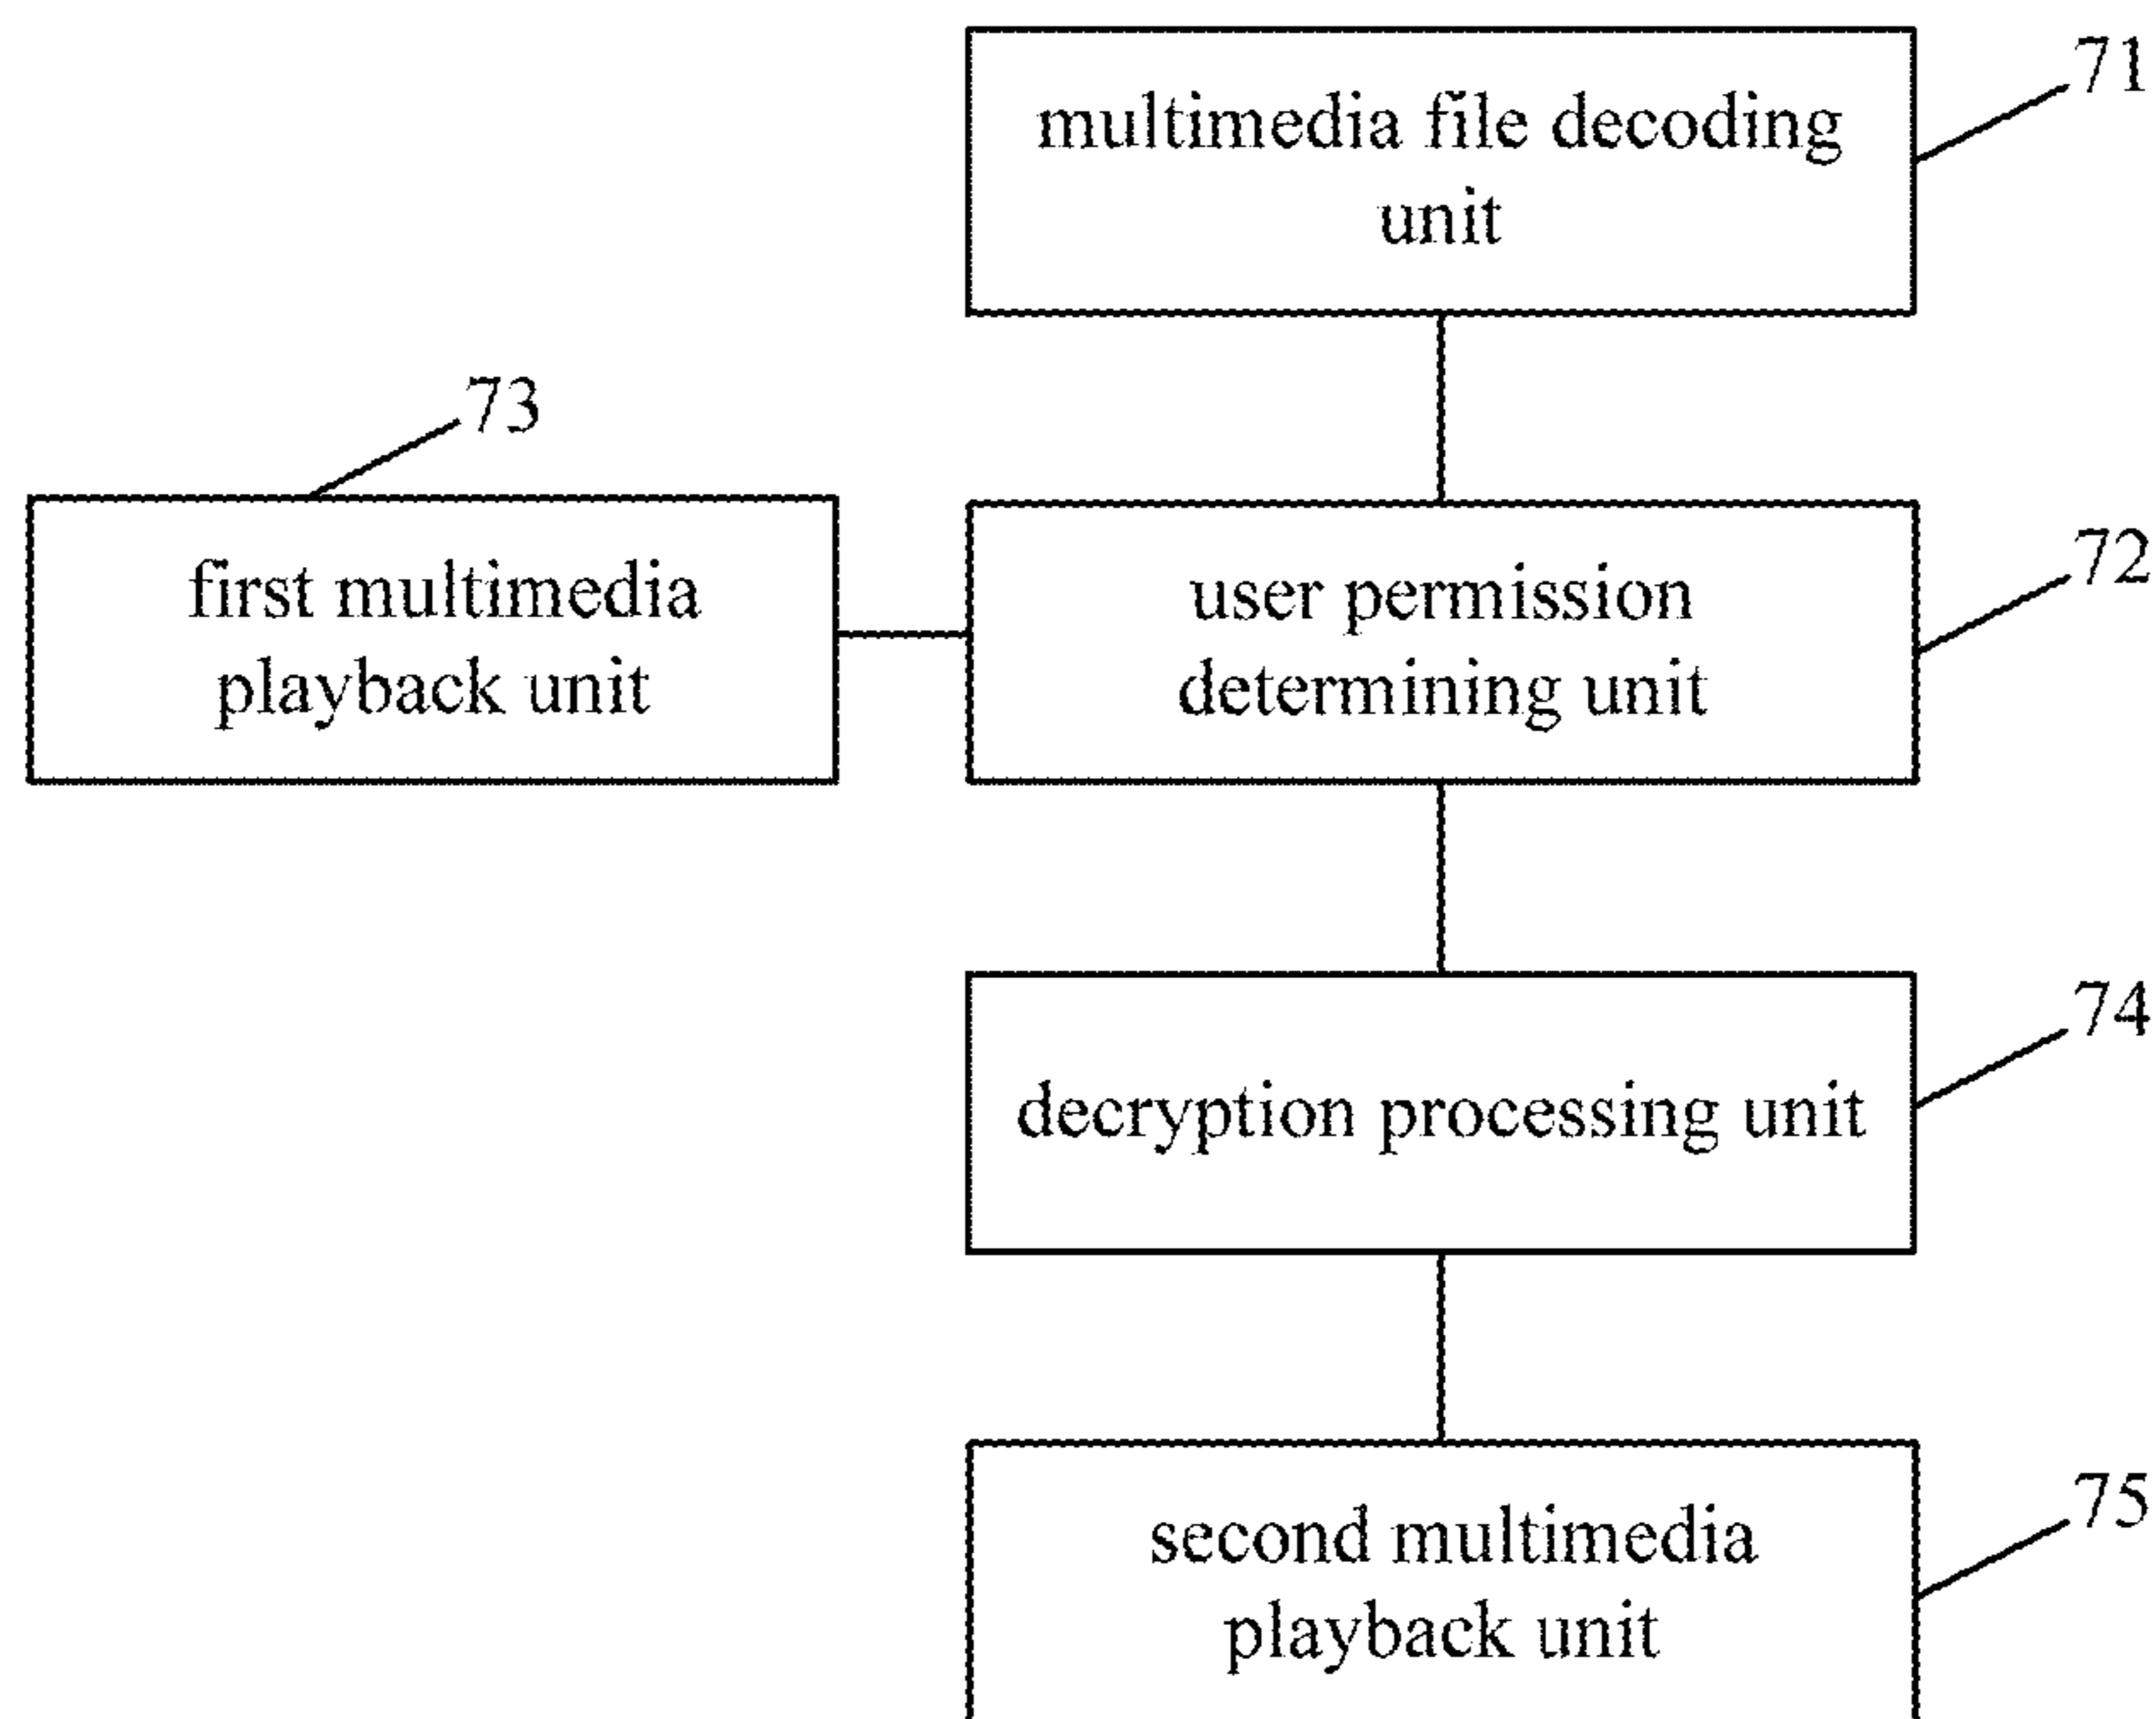 71
multimedia file decoding
unit
73
first multimedia
playback unit
72
user permission
determining unit
74
decryption processing unit
75
second multimedia
playback unit